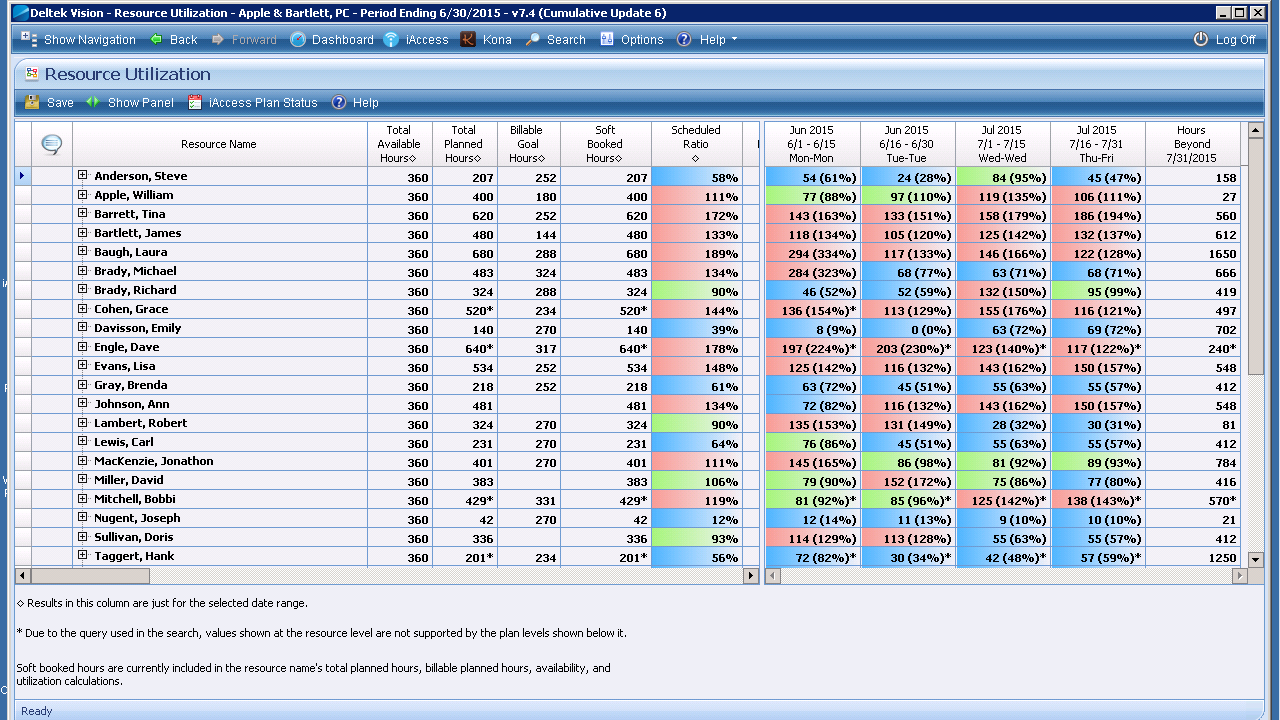 Deltek Vision - Resource Utilization - Apple & Bartlett, PC - Period Ending 6/30/2015 - v7.4 (Cumulative Update 6)
Show Navigation Back Forward Dashboard iAccess Kona Search Options Help Log Off
Resource Utilization
Save Show Panel iAccess Plan Status Help
Resource Name Total Available Hours◇ Total Planned Hours◇ Billable Goal Hours◇ Soft Booked Hours◇ Scheduled Ratio ◇ Jun 2015 6/1 - 6/15 Mon-Mon Jun 2015 6/16 - 6/30 Tue-Tue Jul 2015 7/1 - 7/15 Wed-Wed Jul 2015 7/16 - 7/31 Thu-Fri Hours Beyond 7/31/2015
Anderson, Steve 360 207 252 207 58% 54 (61%) 24 (28%) 84 (95%) 45 (47%) 158
Apple, William 360 400 180 400 111% 77 (88%) 97 (110%) 119 (135%) 106 (111%) 27
Barrett, Tina 360 620 252 620 172% 143 (163%) 133 (151%) 158 (179%) 186 (194%) 560
Bartlett, James 360 480 144 480 133% 118 (134%) 105 (120%) 125 (142%) 132 (137%) 612
Baugh, Laura 360 680 288 680 189% 294 (334%) 117 (133%) 146 (166%) 122 (128%) 1650
Brady, Michael 360 483 324 483 134% 284 (323%) 68 (77%) 63 (71%) 68 (71%) 666
Brady, Richard 360 324 288 324 90% 46 (52%) 52 (59%) 132 (150%) 95 (99%) 419
Cohen, Grace 360 520* 234 520* 144% 136 (154%)* 113 (129%) 155 (176%) 116 (121%) 497
Davisson, Emily 360 140 270 140 39% 8 (9%) 0 (0%) 63 (72%) 69 (72%) 702
Engle, Dave 360 640* 317 640* 178% 197 (224%)* 203 (230%)* 123 (140%)* 117 (122%)* 240*
Evans, Lisa 360 534 252 534 148% 125 (142%) 116 (132%) 143 (162%) 150 (157%) 548
Gray, Brenda 360 218 252 218 61% 63 (72%) 45 (51%) 55 (63%) 55 (57%) 412
Johnson, Ann 360 481 481 134% 72 (82%) 116 (132%) 143 (162%) 150 (157%) 548
Lambert, Robert 360 324 270 324 90% 135 (153%) 131 (149%) 28 (32%) 30 (31%) 81
Lewis, Carl 360 231 270 231 64% 76 (86%) 45 (51%) 55 (63%) 55 (57%) 412
MacKenzie, Jonathon 360 401 270 401 111% 145 (165%) 86 (98%) 81 (92%) 89 (93%) 784
Miller, David 360 383 383 106% 79 (90%) 152 (172%) 75 (86%) 77 (80%) 416
Mitchell, Bobbi 360 429* 331 429* 119% 81 (92%)* 85 (96%)* 125 (142%)* 138 (143%)* 570*
Nugent, Joseph 360 42 270 42 12% 12 (14%) 11 (13%) 9 (10%) 10 (10%) 21
Sullivan, Doris 360 336 336 93% 114 (129%) 113 (128%) 55 (63%) 55 (57%) 412
Taggert, Hank 360 201* 234 201* 56% 72 (82%)* 30 (34%)* 42 (48%)* 57 (59%)* 1250
◇ Results in this column are just for the selected date range.
* Due to the query used in the search, values shown at the resource level are not supported by the plan levels shown below it.
Soft booked hours are currently included in the resource name's total planned hours, billable planned hours, availability, and
utilization calculations.
Ready